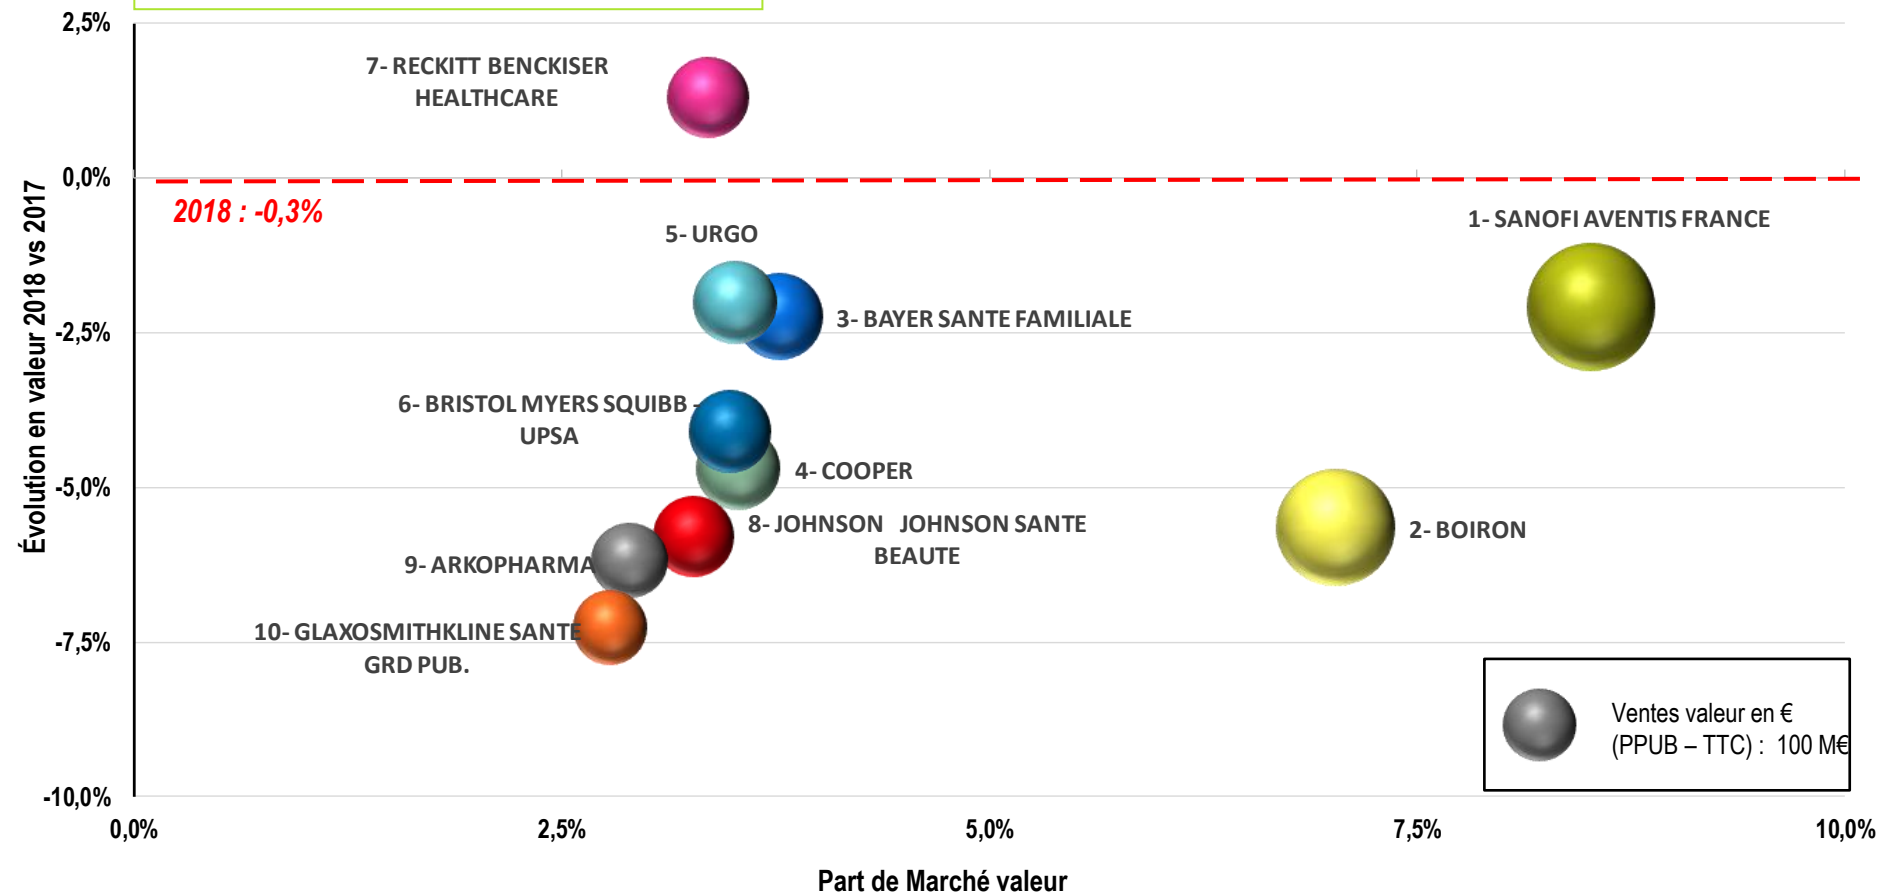 2,5%
7- RECKITT BENCKISER
HEALTHCARE
0,0%
2018 : -0,3%
1- SANOFI AVENTIS FRANCE
5- URGO
3- BAYER SANTE FAMILIALE
-2,5%
6- BRISTOL MYERS SQUIBB -
UPSA
4- COOPER
-5,0%
8- JOHNSON JOHNSON SANTE
BEAUTE
2- BOIRON
9- ARKOPHARMA
10- GLAXOSMITHKLINE SANTE
GRD PUB.
-7,5%
Ventes valeur en €
(PPUB – TTC) : 100 M€
-10,0%
0,0%
2,5%
5,0%
7,5%
10,0%
Évolution en valeur 2018 vs 2017
Part de Marché valeur